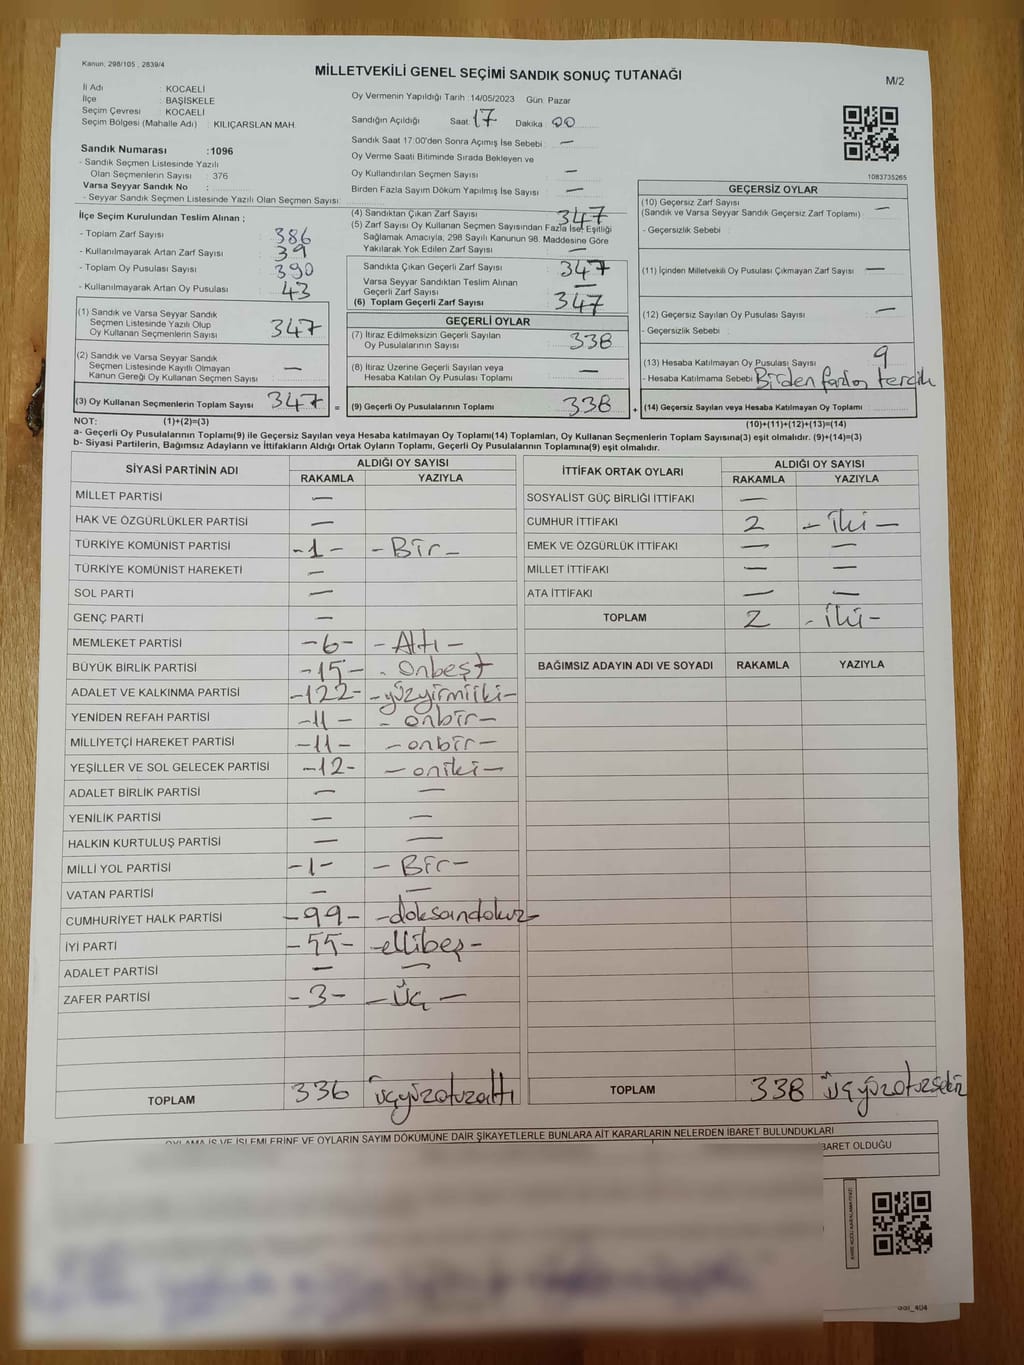 Kanun: 298/105 , 2839/4
MİLLETVEKİLİ GENEL SEÇİMİ SANDIK SONUÇ TUTANAĞI
M/2
İl Adı : KOCAELİ
İlçe : BAŞİSKELE
Seçim Çevresi : KOCAELİ
Seçim Bölgesi (Mahalle Adı) : KILIÇARSLAN MAH.
Oy Vermenin Yapıldığı Tarih :14/05/2023 Gün: Pazar
Sandığın Açıldığı Saat: 17 Dakika 00
Sandık Saat 17:00'den Sonra Açımış İse Sebebi : —
Oy Verme Saati Bitiminde Sırada Bekleyen ve
Oy Kullandırılan Seçmen Sayısı —
Birden Fazla Sayım Döküm Yapılmış İse Sayısı : —
1083735265
Sandık Numarası :1096
- Sandık Seçmen Listesinde Yazılı
Olan Seçmenlerin Sayısı : 376
Varsa Seyyar Sandık No :
- Seyyar Sandık Seçmen Listesinde Yazılı Olan Seçmen Sayısı:
İlçe Seçim Kurulundan Teslim Alınan ;
- Toplam Zarf Sayısı : 386
- Kullanılmayarak Artan Zarf Sayısı : 39
- Toplam Oy Pusulası Sayısı : 390
- Kullanılmayarak Artan Oy Pusulası : 43
(1) Sandık ve Varsa Seyyar Sandık
Seçmen Listesinde Yazılı Olup
Oy Kullanan Seçmenlerin Sayısı : 347
(2) Sandık ve Varsa Seyyar Sandık
Seçmen Listesinde Kayıtlı Olmayan
Kanun Gereği Oy Kullanan Seçmen Sayısı : —
(3) Oy Kullanan Seçmenlerin Toplam Sayısı : 347 =
(4) Sandıktan Çıkan Zarf Sayısı : 347
(5) Zarf Sayısı Oy Kullanan Seçmen Sayısından Fazla İse, Eşitliği
Sağlamak Amacıyla; 298 Sayılı Kanunun 98. Maddesine Göre
Yakılarak Yok Edilen Zarf Sayısı : —
Sandıkta Çıkan Geçerli Zarf Sayısı : 347
Varsa Seyyar Sandıktan Teslim Alınan
Geçerli Zarf Sayısı : —
(6) Toplam Geçerli Zarf Sayısı : 347
GEÇERLİ OYLAR
(7) İtiraz Edilmeksizin Geçerli Sayılan
Oy Pusulalarının Sayısı : 338
(8) İtiraz Üzerine Geçerli Sayılan veya
Hesaba Katılan Oy Pusulası Toplamı : —
(9) Geçerli Oy Pusulalarının Toplamı : 338 +
GEÇERSİZ OYLAR
(10) Geçersiz Zarf Sayısı : —
(Sandık ve Varsa Seyyar Sandık Geçersiz Zarf Toplamı)
- Geçersizlik Sebebi :
(11) İçinden Milletvekili Oy Pusulası Çıkmayan Zarf Sayısı : —
(12) Geçersiz Sayılan Oy Pusulası Sayısı : —
- Geçersizlik Sebebi :
(13) Hesaba Katılmayan Oy Pusulası Sayısı : 9
- Hesaba Katılmama Sebebi : Birden fazla tercih
(14) Geçersiz Sayılan veya Hesaba Katılmayan Oy Toplamı :
NOT: (1)+(2)=(3)
(10)+(11)+(12)+(13)=(14)
a- Geçerli Oy Pusulalarının Toplamı(9) ile Geçersiz Sayılan veya Hesaba katılmayan Oy Toplamı(14) Toplamları, Oy Kullanan Seçmenlerin Toplam Sayısına(3) eşit olmalıdır. (9)+(14)=(3)
b- Siyasi Partilerin, Bağımsız Adayların ve İttifakların Aldığı Ortak Oyların Toplamı, Geçerli Oy Pusulalarının Toplamına(9) eşit olmalıdır.
SİYASİ PARTİNİN ADI ALDIĞI OY SAYISI
RAKAMLA YAZIYLA
MİLLET PARTİSİ —
HAK VE ÖZGÜRLÜKLER PARTİSİ —
TÜRKİYE KOMÜNİST PARTİSİ -1- -Bir-
TÜRKİYE KOMÜNİST HAREKETİ —
SOL PARTİ —
GENÇ PARTİ —
MEMLEKET PARTİSİ -6- -Altı-
BÜYÜK BİRLİK PARTİSİ -15- -Onbeşt
ADALET VE KALKINMA PARTİSİ -122- -yüzyirmiiki-
YENİDEN REFAH PARTİSİ -11- -onbir-
MİLLİYETÇİ HAREKET PARTİSİ -11- -onbir-
YEŞİLLER VE SOL GELECEK PARTİSİ -12- -oniki-
ADALET BİRLİK PARTİSİ — —
YENİLİK PARTİSİ — —
HALKIN KURTULUŞ PARTİSİ — —
MİLLİ YOL PARTİSİ -1- -Bir-
VATAN PARTİSİ — —
CUMHURİYET HALK PARTİSİ -99- -doksandokuz-
İYİ PARTİ -55- -ellibeş-
ADALET PARTİSİ — —
ZAFER PARTİSİ -3- -üç-
TOPLAM 336 üçyüzotuzaltı
İTTİFAK ORTAK OYLARI ALDIĞI OY SAYISI
RAKAMLA YAZIYLA
SOSYALİST GÜÇ BİRLİĞİ İTTİFAKI —
CUMHUR İTTİFAKI 2 -iki-
EMEK VE ÖZGÜRLÜK İTTİFAKI — —
MİLLET İTTİFAKI — —
ATA İTTİFAKI — —
TOPLAM 2 -iki-
BAĞIMSIZ ADAYIN ADI VE SOYADI RAKAMLA YAZIYLA
TOPLAM 338 üçyüzotuzsekiz
OYLAMA İŞ VE İŞLEMLERİNE VE OYLARIN SAYIM DÖKÜMÜNE DAİR ŞİKAYETLERLE BUNLARA AİT KARARLARIN NELERDEN İBARET BULUNDUKLARI
BARET OLDUĞU